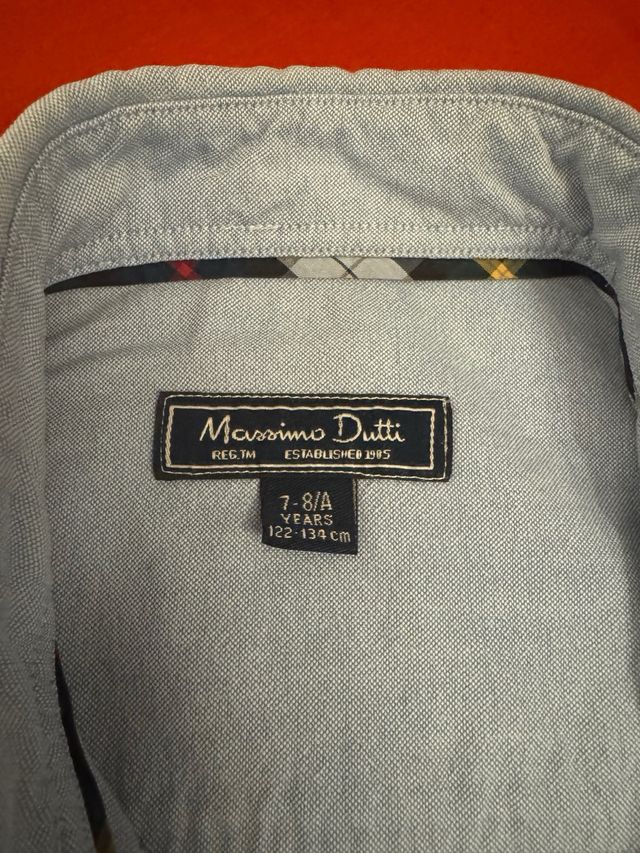 Massimo Dutti
REG.TM ESTABLISHED 1985
7-8/A
YEARS
122-134 cm